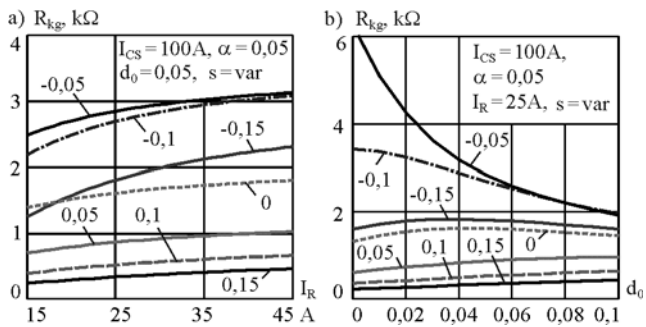 a) R_kg, kΩ
4
3
2
1
0
I_CS=100A, α=0,05
d_0=0,05, s=var
-0,05
-0,1
-0,15
0
0,05
0,1
0,15
15 25 35 45
I_R
A
b) R_kg, kΩ
6
4
2
0
I_CS=100A,
α=0,05
I_R=25A, s=var
-0,05
-0,1
-0,15
0,05
0,1
0,15
0
0 0,02 0,06 0,06 0,1
d_0